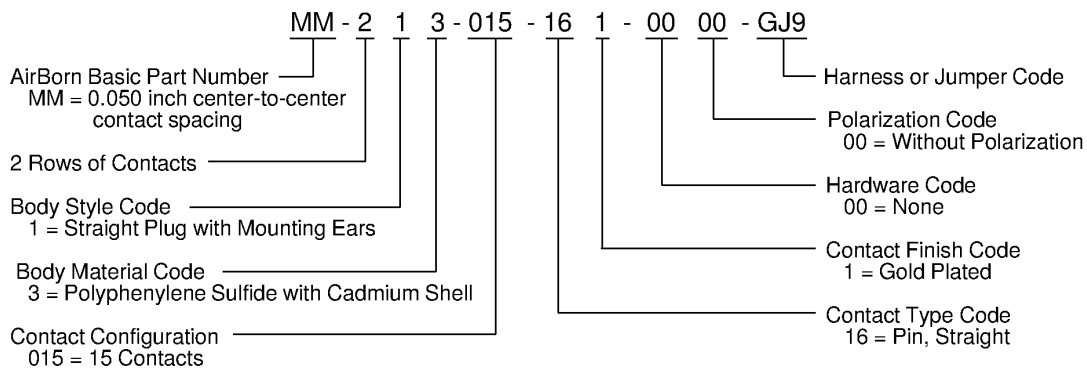 MM - 2 1 3 - 015 - 16 1 - 00 00 - GJ9
AirBorn Basic Part Number
MM = 0.050 inch center-to-center
contact spacing
2 Rows of Contacts
Body Style Code
1 = Straight Plug with Mounting Ears
Body Material Code
3 = Polyphenylene Sulfide with Cadmium Shell
Contact Configuration
015 = 15 Contacts
Harness or Jumper Code
Polarization Code
00 = Without Polarization
Hardware Code
00 = None
Contact Finish Code
1 = Gold Plated
Contact Type Code
16 = Pin, Straight